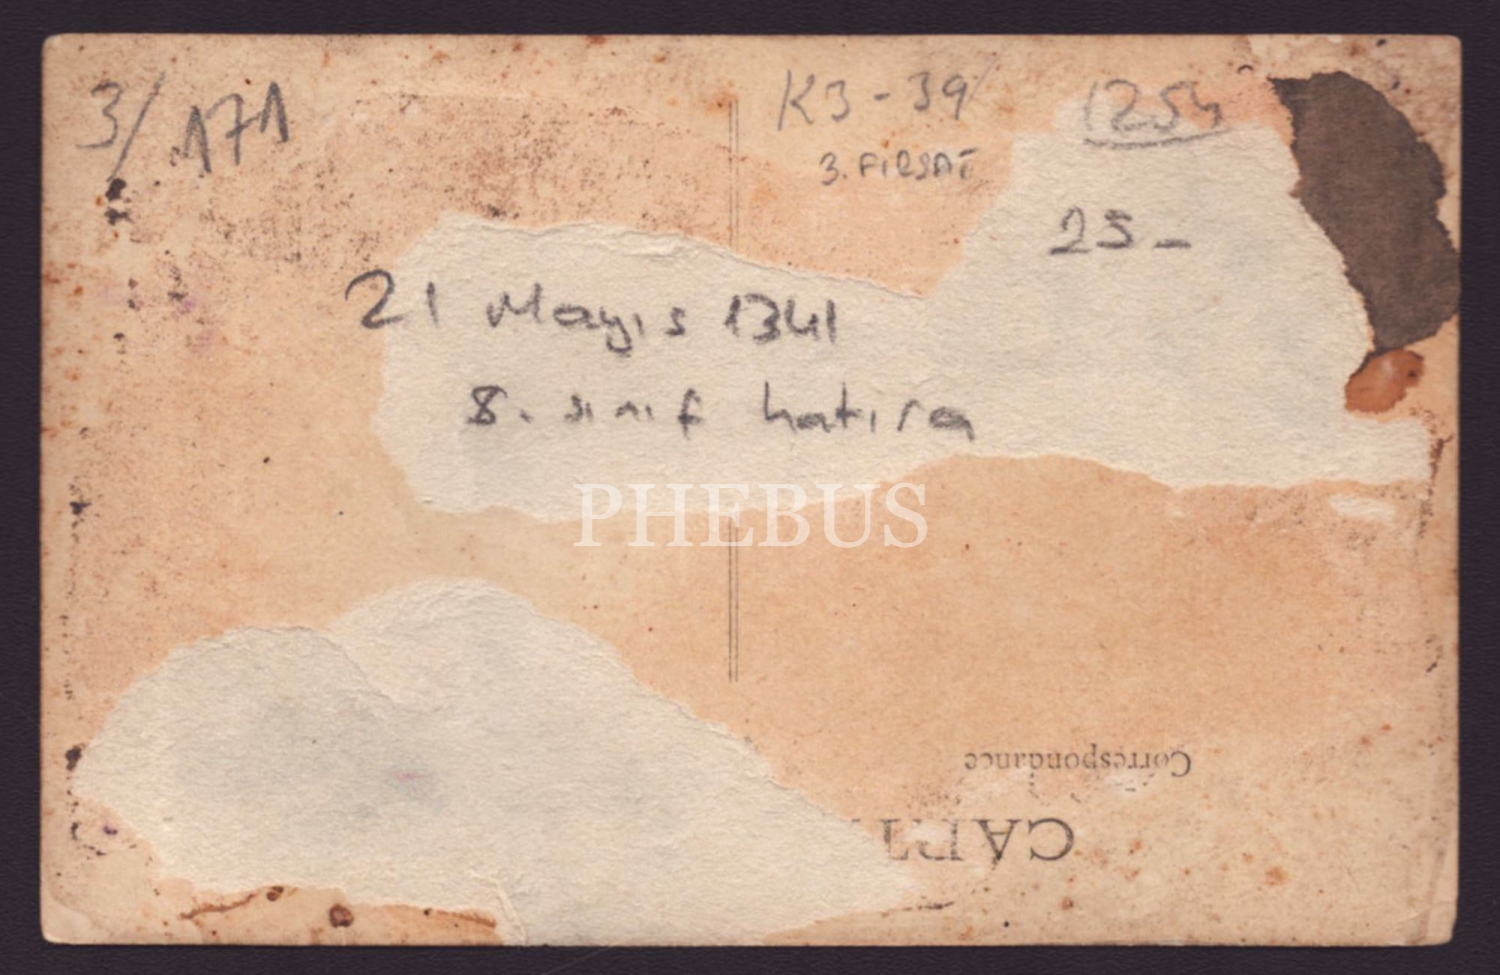 3/171
K3-39
1254
3. FIRSAT
25-
21 Mayıs 1341
8. sınıf hatıra
PHEBUS
Correspondance
CART